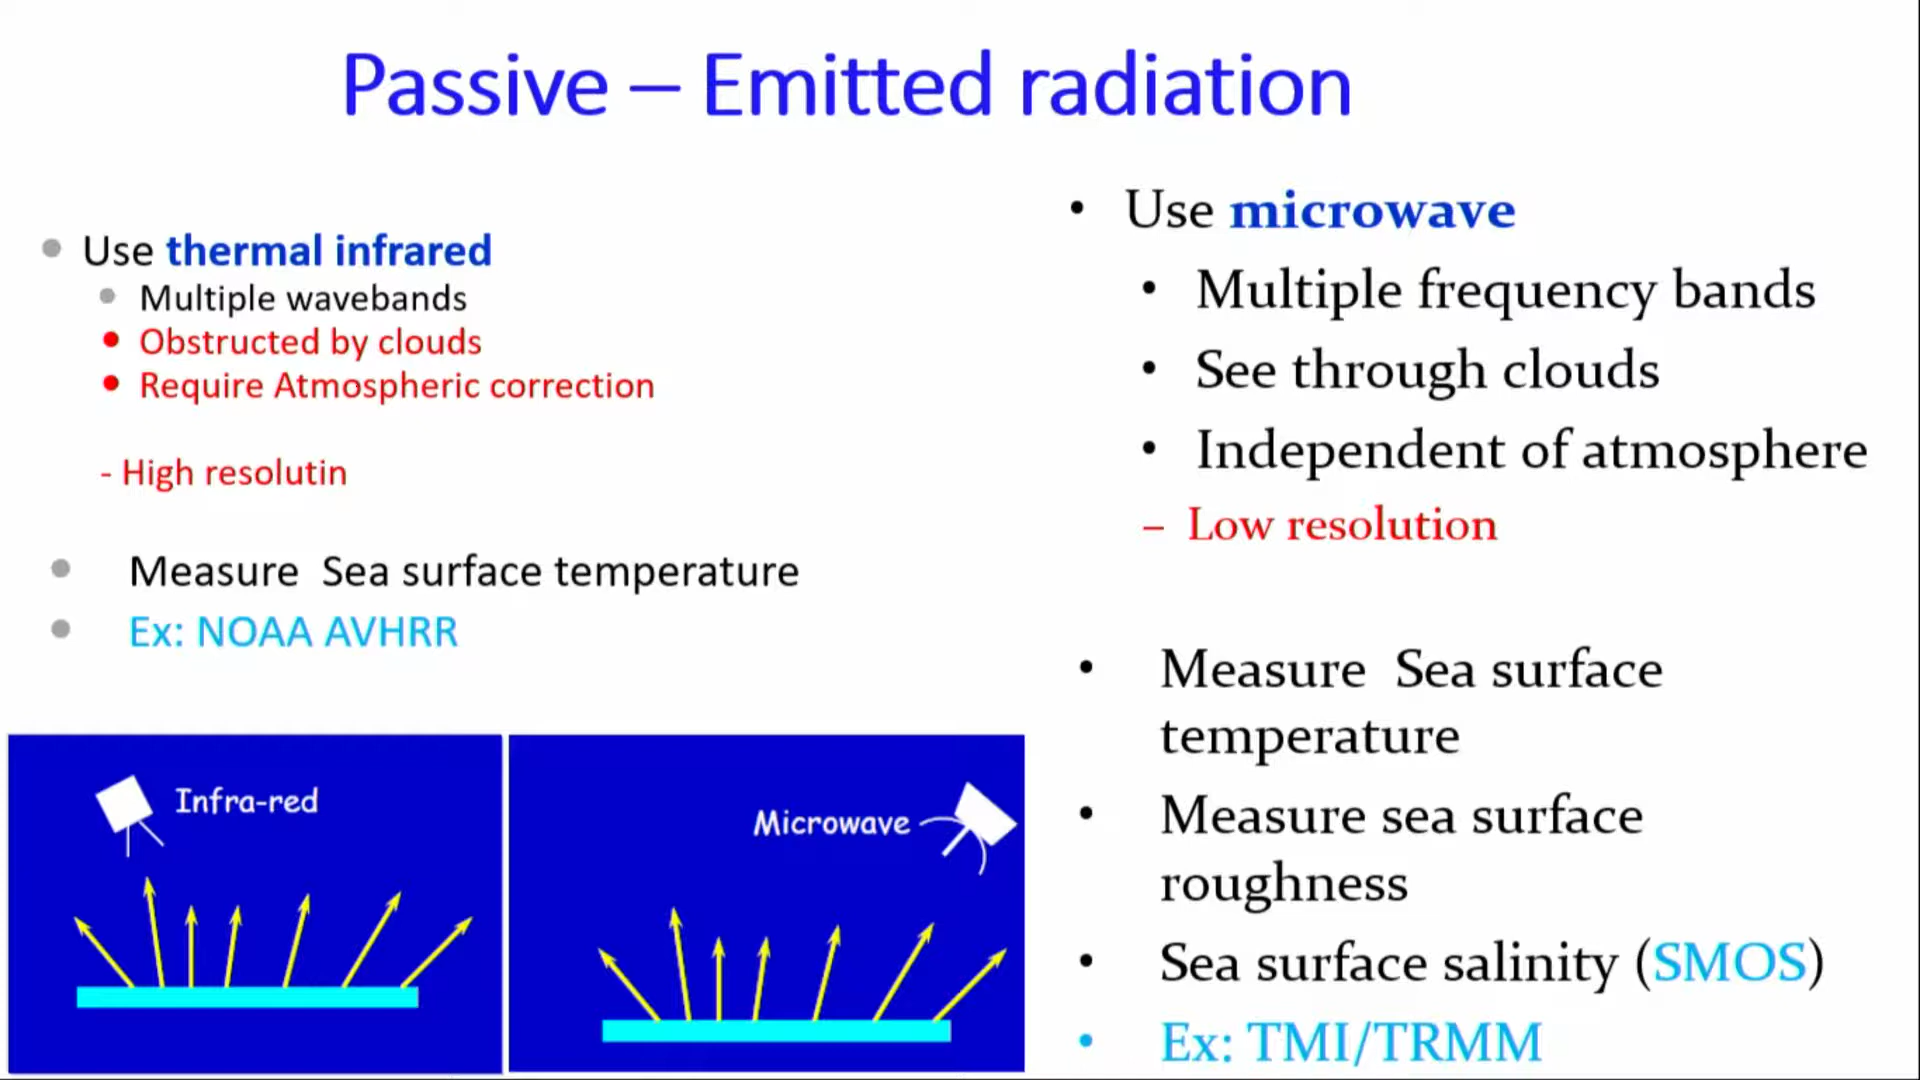 Passive – Emitted radiation
• Use thermal infrared
• Multiple wavebands
• Obstructed by clouds
• Require Atmospheric correction
- High resolutin
• Measure Sea surface temperature
• Ex: NOAA AVHRR
Infra-red
Microwave
• Use microwave
• Multiple frequency bands
• See through clouds
• Independent of atmosphere
– Low resolution
• Measure Sea surface
temperature
• Measure sea surface
roughness
• Sea surface salinity (SMOS)
• Ex: TMI/TRMM